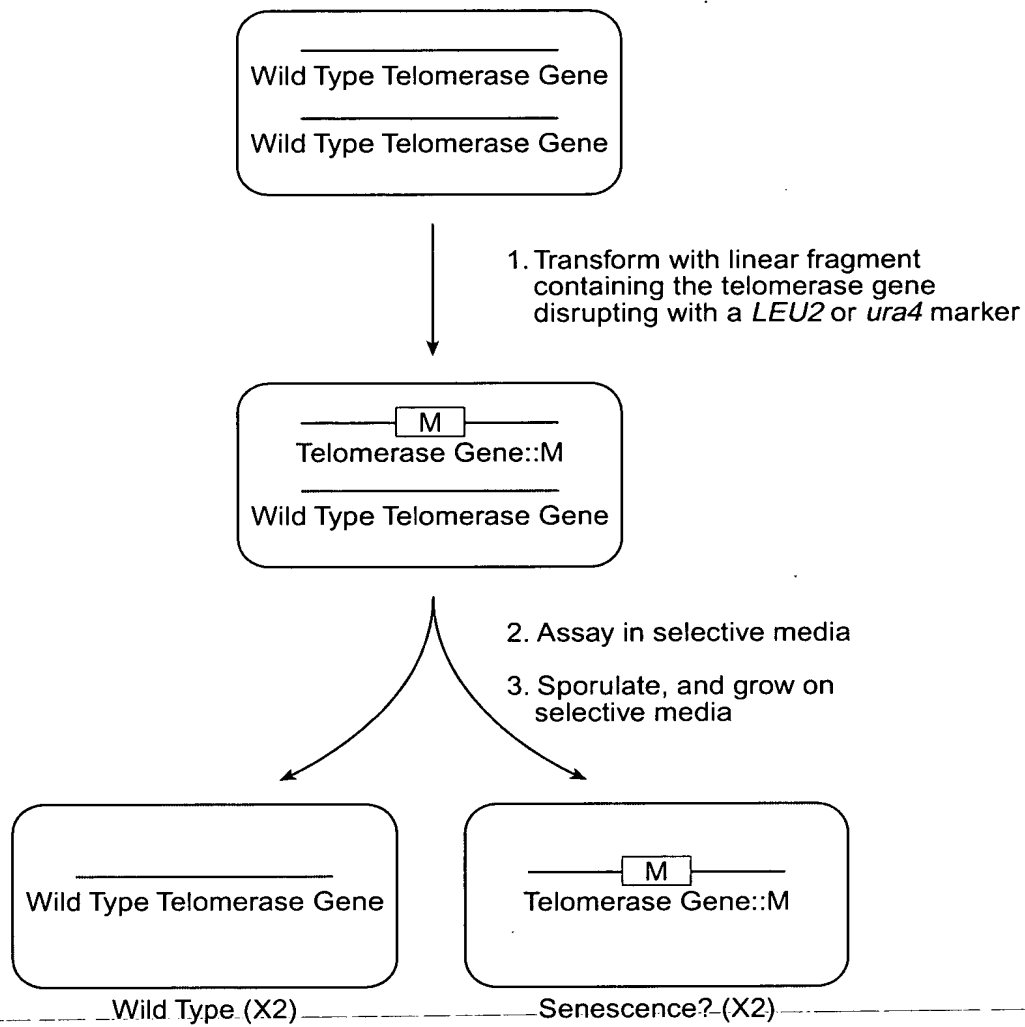 Wild Type Telomerase Gene
Wild Type Telomerase Gene
1. Transform with linear fragment
containing the telomerase gene
disrupting with a LEU2 or ura4 marker
M
Telomerase Gene::M
Wild Type Telomerase Gene
2. Assay in selective media
3. Sporulate, and grow on
selective media
Wild Type Telomerase Gene
M
Telomerase Gene::M
Wild Type (X2)
Senescence? (X2)